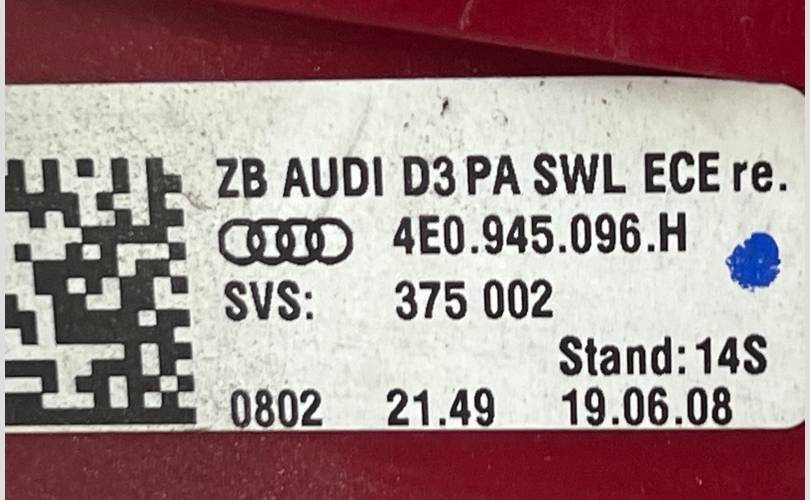 ZB AUDI D3 PA SWL ECE re.
4E0.945.096.H
SVS: 375 002
Stand: 14S
0802 21.49 19.06.08